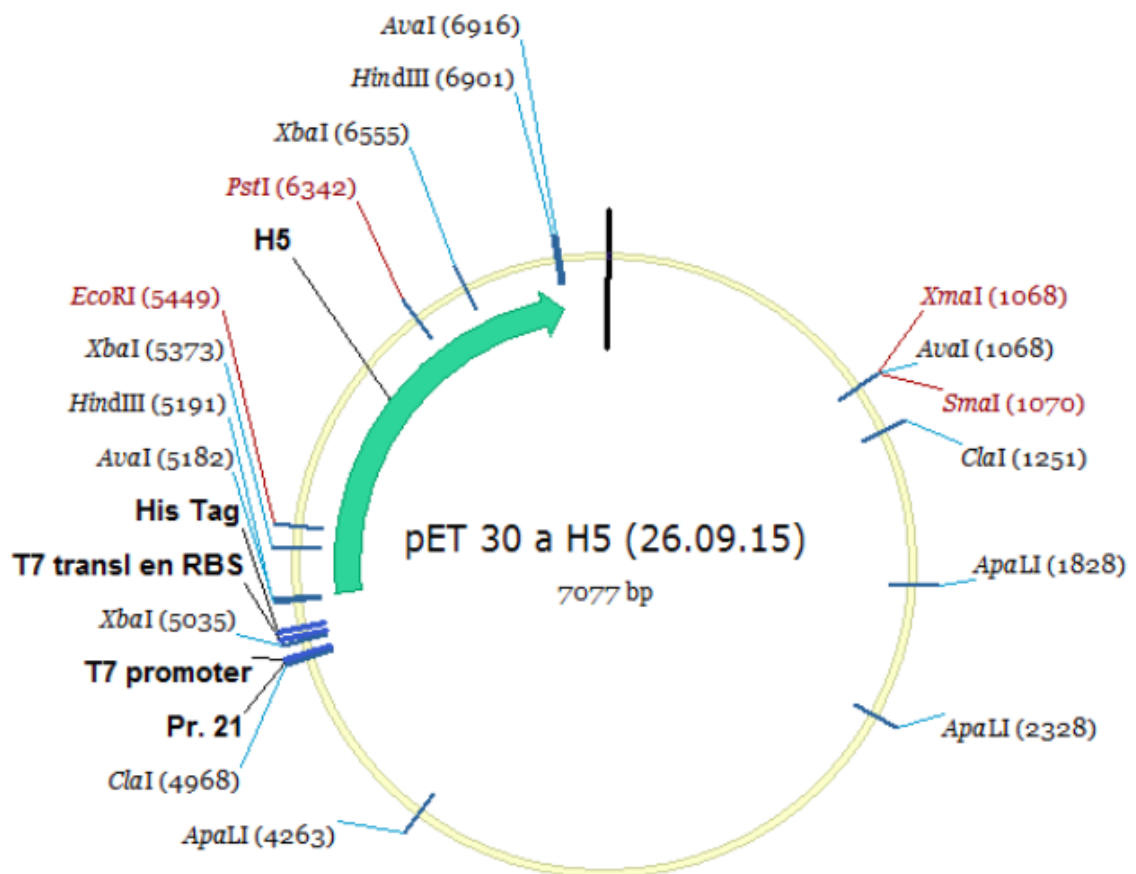 AvaI (6916)
HindIII (6901)
XbaI (6555)
PstI (6342)
H5
EcoRI (5449)
XbaI (5373)
HindIII (5191)
AvaI (5182)
His Tag
T7 transl en RBS
XbaI (5035)
T7 promoter
Pr. 21
ClaI (4968)
ApaLI (4263)
pET 30 a H5 (26.09.15)
7077 bp
XmaI (1068)
AvaI (1068)
SmaI (1070)
ClaI (1251)
ApaLI (1828)
ApaLI (2328)